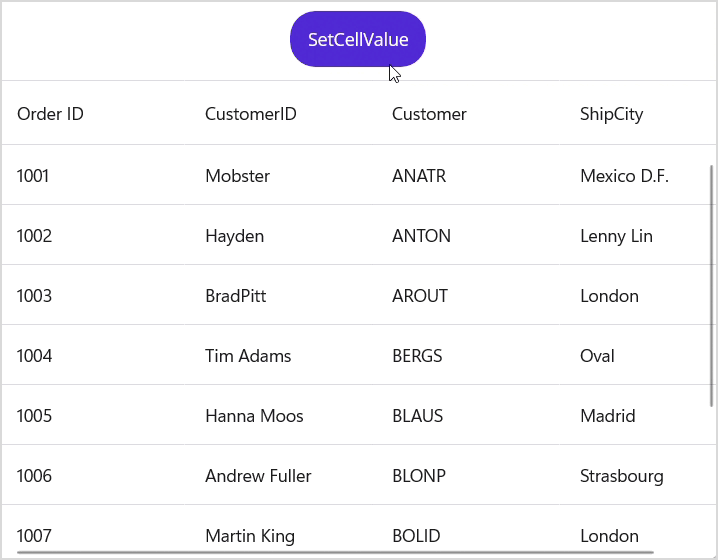 SetCellValue
Order ID CustomerID Customer ShipCity
1001 Mobster ANATR Mexico D.F.
1002 Hayden ANTON Lenny Lin
1003 BradPitt AROUT London
1004 Tim Adams BERGS Oval
1005 Hanna Moos BLAUS Madrid
1006 Andrew Fuller BLONP Strasbourg
1007 Martin King BOLID London